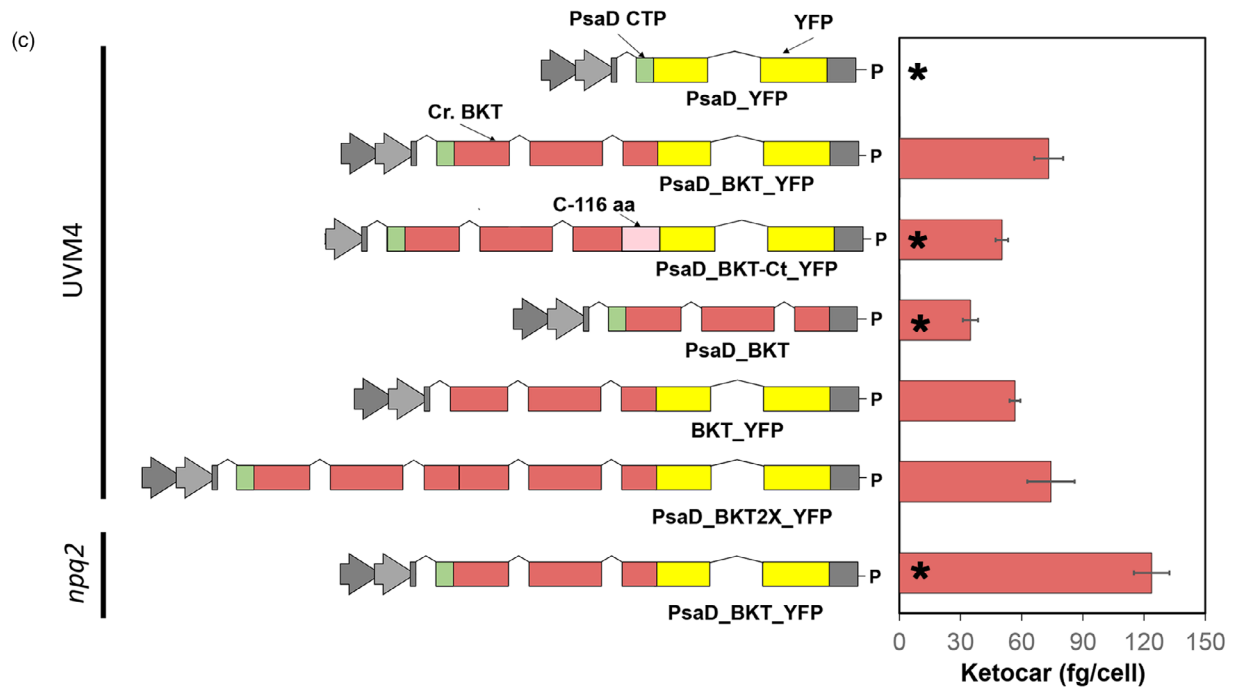 (c)
PsaD CTP
YFP
P
*
PsaD_YFP
Cr. BKT
P
PsaD_BKT_YFP
C-116 aa
P
*
PsaD_BKT-Ct_YFP
P
*
PsaD_BKT
P
BKT_YFP
P
PsaD_BKT2X_YFP
UVM4
P
*
PsaD_BKT_YFP
npq2
0 30 60 90 120 150
Ketocar (fg/cell)